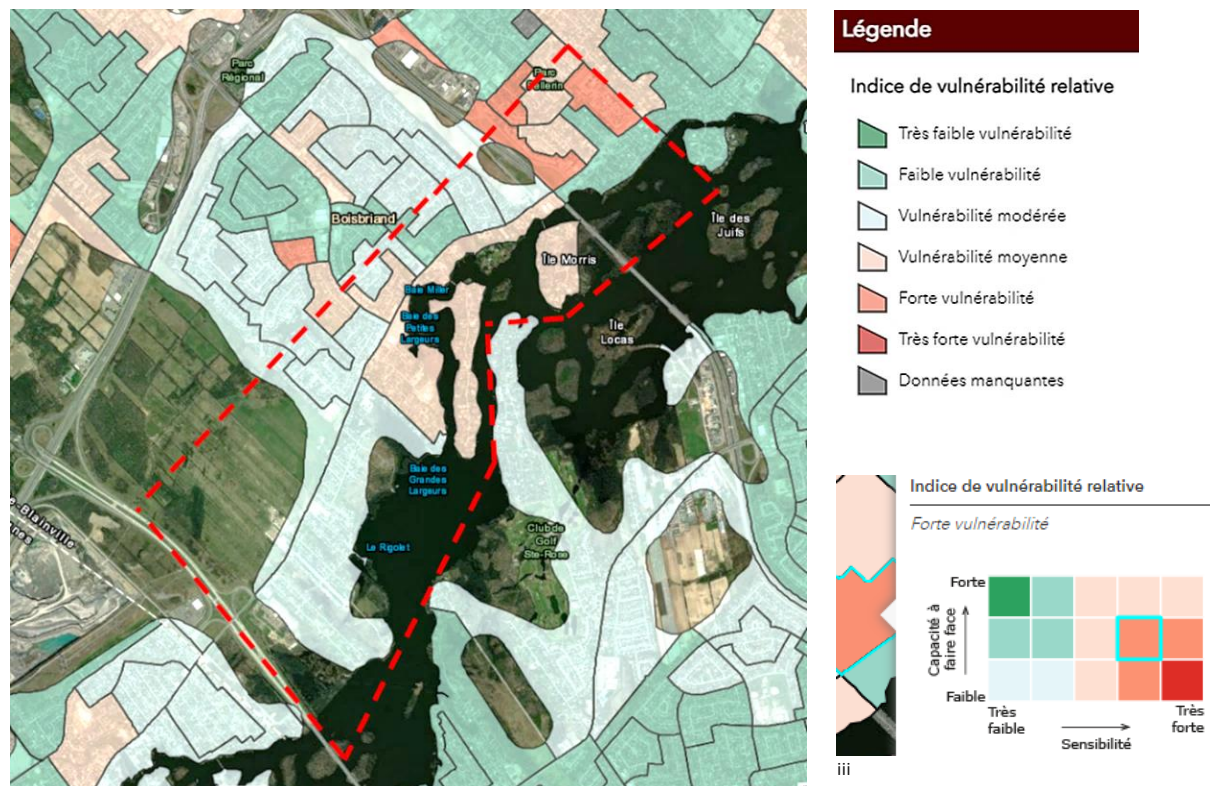 Parc
Régional
Parc
Boisbriand
Île des
Juifs
Île Morris
Baie Miller
Baie des
Petites
Largeurs
Île
Locas
Baie des
Grandes
Largeurs
Club de
Golf
Ste-Rose
Le Rigolet
-Blainville
Légende
Indice de vulnérabilité relative
Très faible vulnérabilité
Faible vulnérabilité
Vulnérabilité modérée
Vulnérabilité moyenne
Forte vulnérabilité
Très forte vulnérabilité
Données manquantes
Indice de vulnérabilité relative
Forte vulnérabilité
Forte
Capacité à
faire face
Faible
Très
faible
Très
forte
Sensibilité
iii